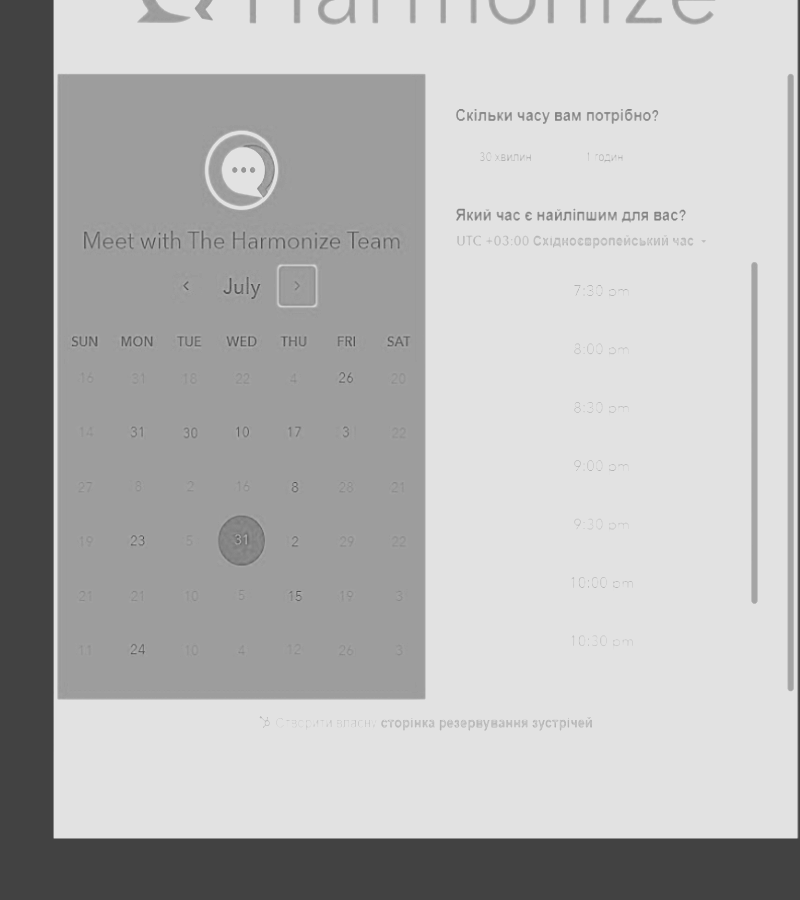 Harmonize
Meet with The Harmonize Team
July
SUN MON TUE WED THU FRI SAT
16 31 18 22 4 26 20
14 31 30 10 17 3 22
27 8 2 16 8 28 21
19 23 5 31 2 29 22
21 21 10 5 15 19 3
11 24 10 4 12 26 3
Скільки часу вам потрібно?
30 хвилин 1 годин
Який час є найліпшим для вас?
UTC +03:00 Східноєвропейський час
7:30 pm
8:00 pm
8:30 pm
9:00 pm
9:30 pm
10:00 pm
10:30 pm
Створити власну сторінка резервування зустрічей